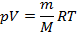 pV = m/M RT